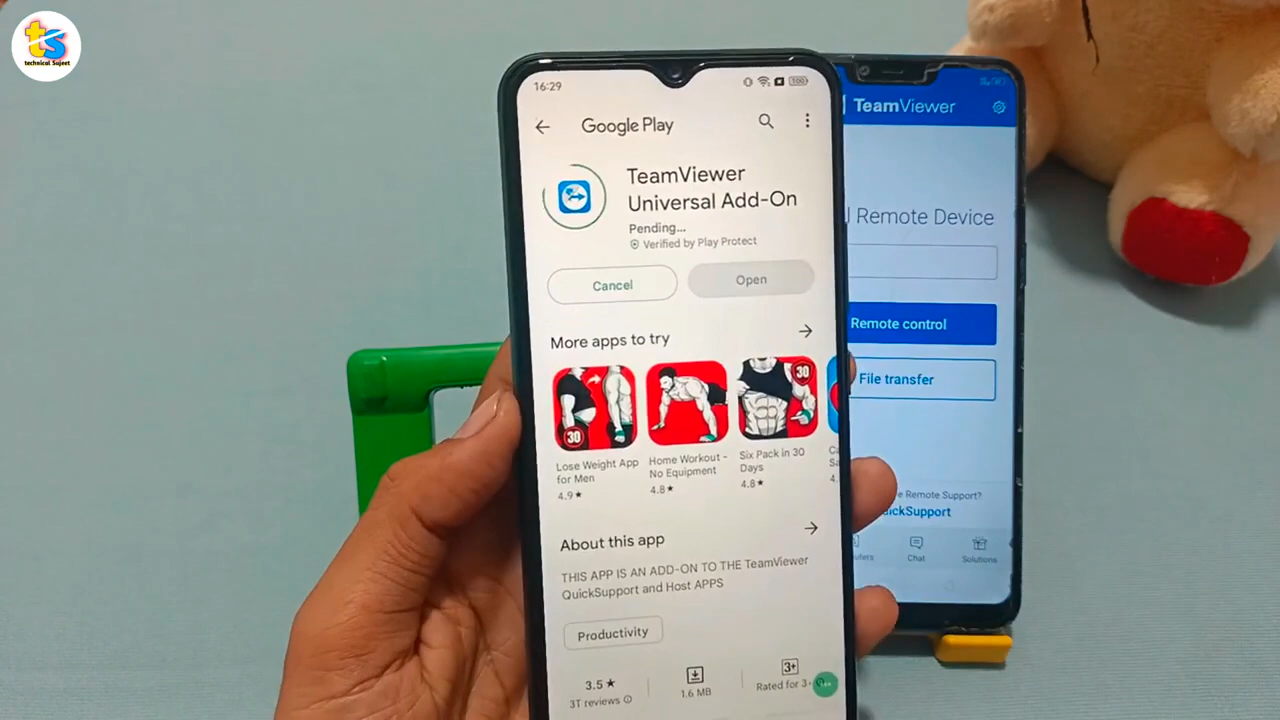 ts
technical Sujeet
16:29
100
Google Play
TeamViewer
Universal Add-On
Pending...
Verified by Play Protect
Cancel
Open
More apps to try
30
30
Lose Weight App
for Men
4.9★
Home Workout -
No Equipment
4.8★
Six Pack in 30
Days
4.8★
4.
About this app
THIS APP IS AN ADD-ON TO THE TeamViewer
QuickSupport and Host APPS
Productivity
3.5★
3T reviews
1.6 MB
3+
Rated for 3+
TeamViewer
Remote Device
Remote control
File transfer
e Remote Support?
uickSupport
Chat
Solutions